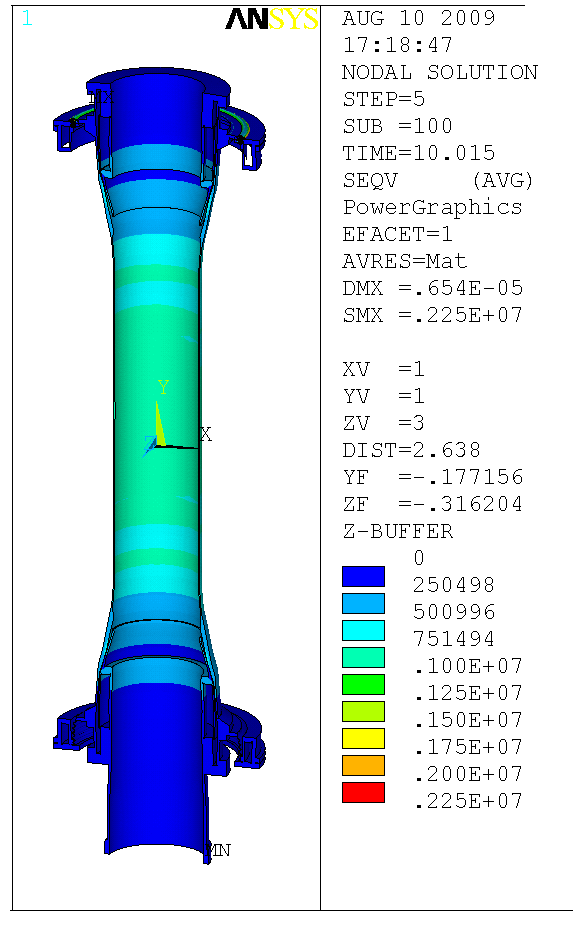 1
ANSYS
AUG 10 2009
17:18:47
NODAL SOLUTION
STEP=5
SUB =100
TIME=10.015
SEQV (AVG)
PowerGraphics
EFACET=1
AVRES=Mat
DMX =.654E-05
SMX =.225E+07
XV =1
YV =1
ZV =3
DIST=2.638
YF =-.177156
ZF =-.316204
Z-BUFFER
0
250498
500996
751494
.100E+07
.125E+07
.150E+07
.175E+07
.200E+07
.225E+07
Y
X
Z
MN